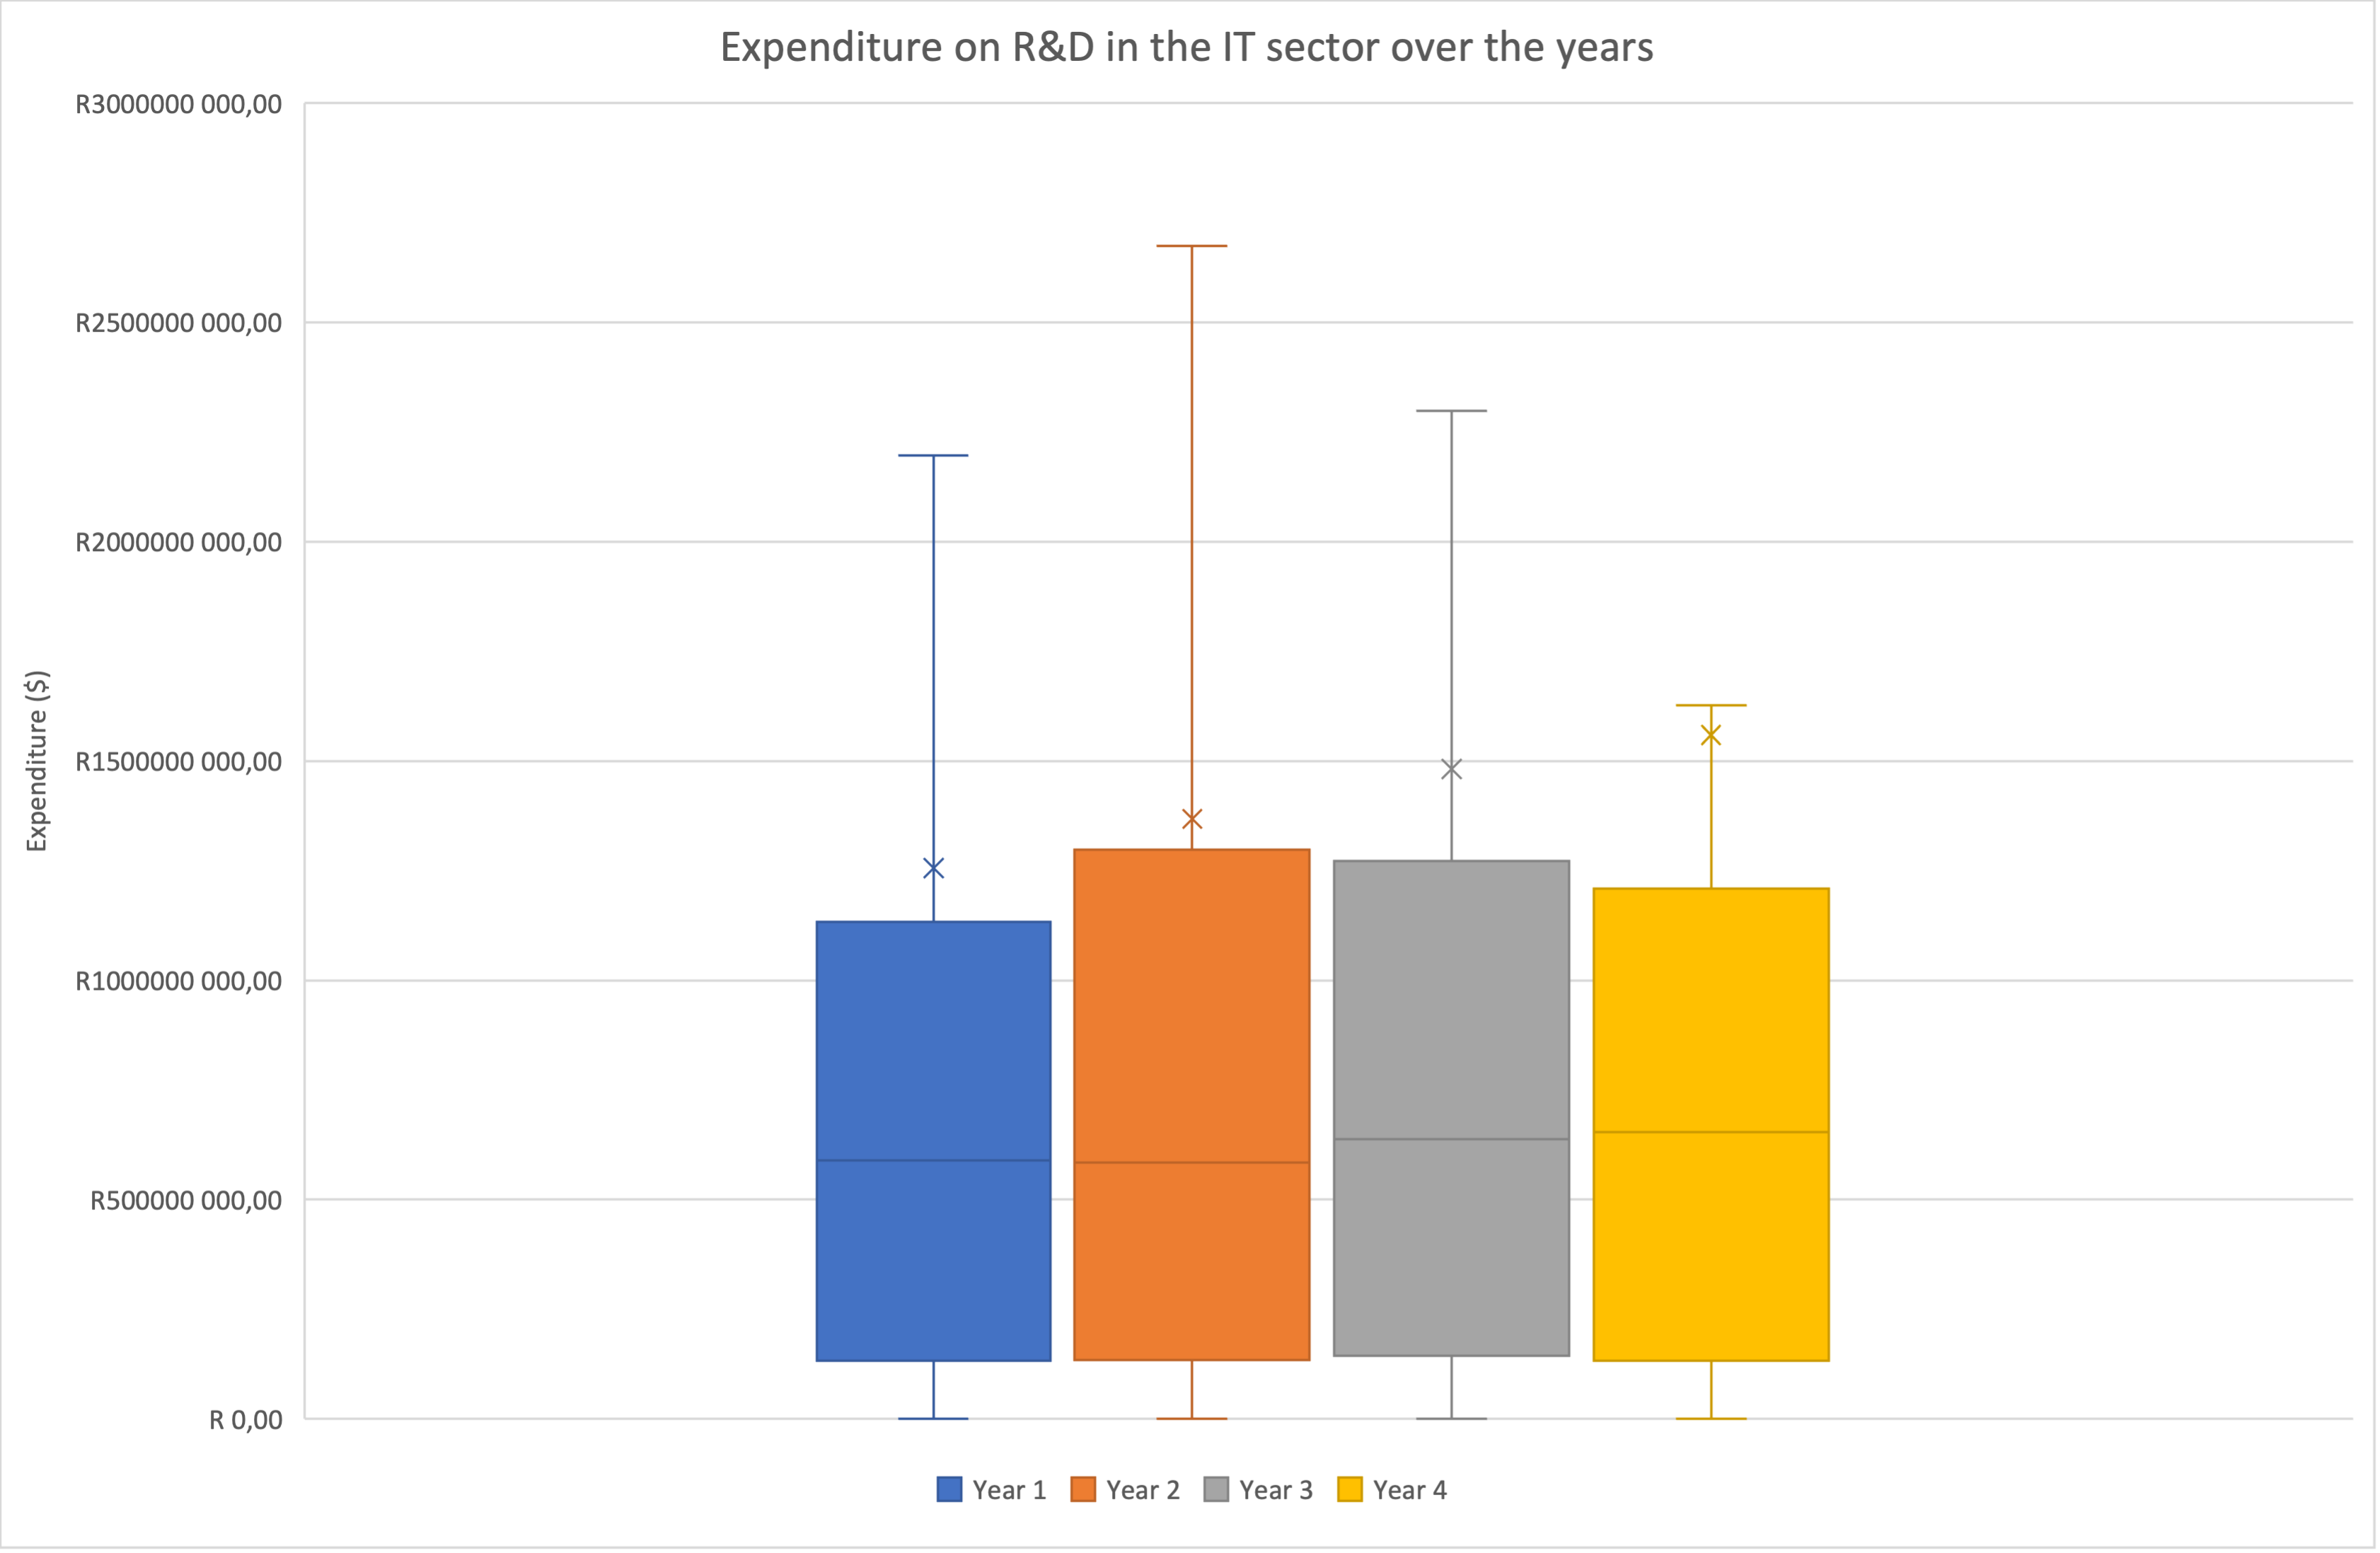 Expenditure on R&D in the IT sector over the years
R3000000 000,00
R2500000 000,00
R2000000 000,00
R1500000 000,00
R1000000 000,00
R500000 000,00
R 0,00
Expenditure ($)
Year 1 Year 2 Year 3 Year 4